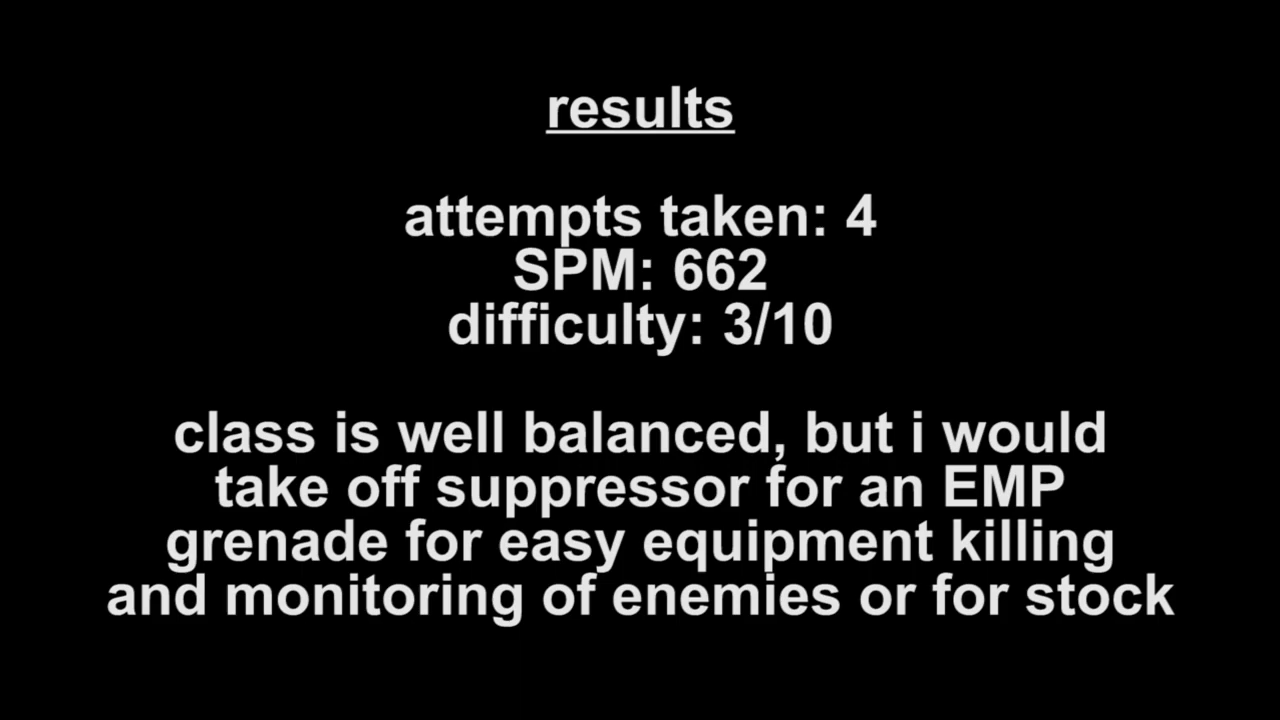 results
attempts taken: 4
SPM: 662
difficulty: 3/10
class is well balanced, but i would
take off suppressor for an EMP
grenade for easy equipment killing
and monitoring of enemies or for stock